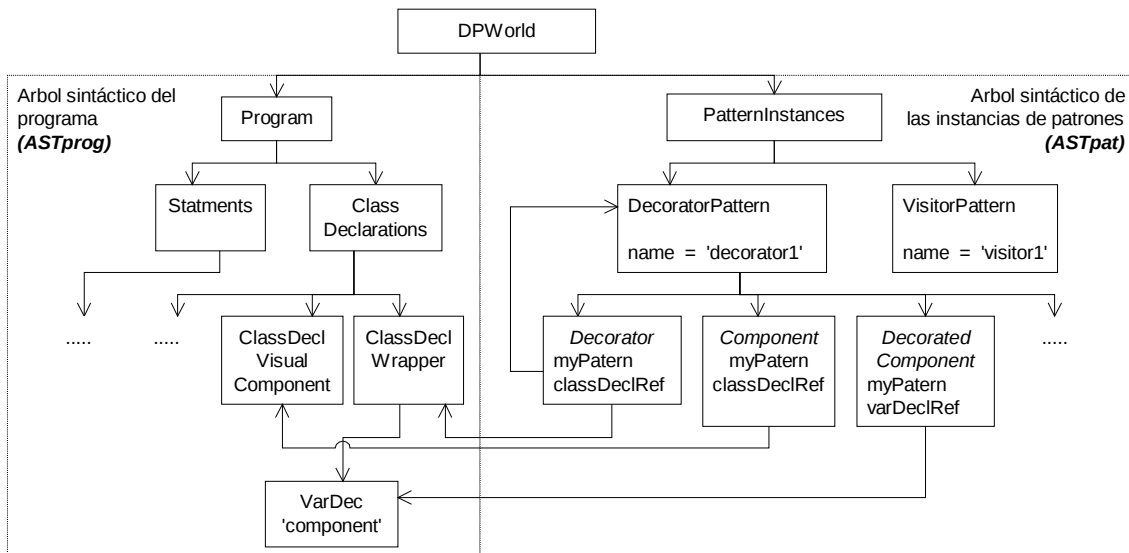 DPWorld
Arbol sintáctico del
programa
(ASTprog)
Program
PatternInstances
Arbol sintáctico de
las instancias de patrones
(ASTpat)
Statments
Class
Declarations
DecoratorPattern
name = 'decorator1'
VisitorPattern
name = 'visitor1'
.....
.....
ClassDecl
Visual
Component
ClassDecl
Wrapper
Decorator
myPatern
classDeclRef
Component
myPatern
classDeclRef
Decorated
Component
myPatern
varDeclRef
.....
VarDec
'component'